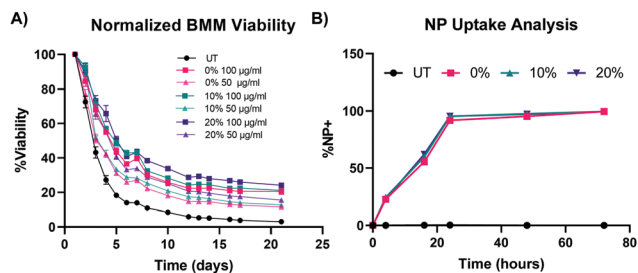 A)
Normalized BMM Viability
%Viability
100
80
60
40
20
0
0
5
10
15
20
25
Time (days)
UT
0% 100 µg/ml
0% 50 µg/ml
10% 100 µg/ml
10% 50 µg/ml
20% 100 µg/ml
20% 50 µg/ml
B)
NP Uptake Analysis
UT 0% 10% 20%
%NP+
150
100
50
0
0
20
40
60
80
Time (hours)